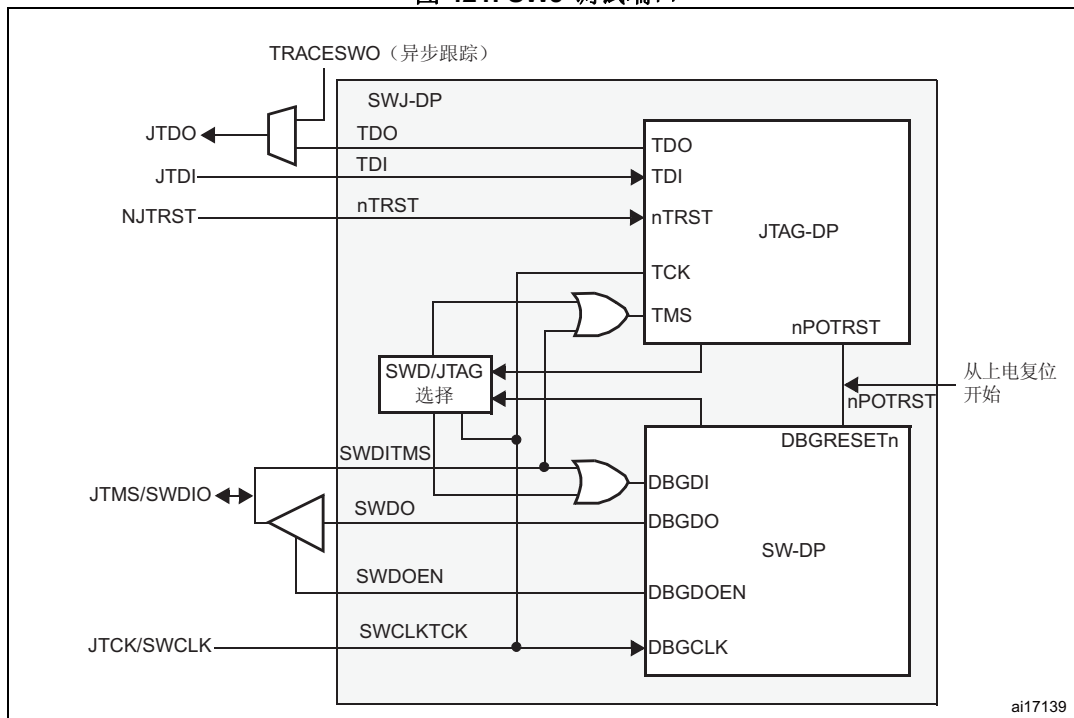 TRACESWO（异步跟踪）
SWJ-DP
JTDO
TDO
TDO
JTDI
TDI
TDI
NJTRST
nTRST
nTRST
JTAG-DP
TCK
TMS
nPOTRST
SWD/JTAG
选择
从上电复位
开始
nPOTRST
DBGRESETn
SWDITMS
DBGDI
JTMS/SWDIO
SWDO
DBGDO
SW-DP
SWDOEN
DBGDOEN
JTCK/SWCLK
SWCLKTCK
DBGCLK
ai17139